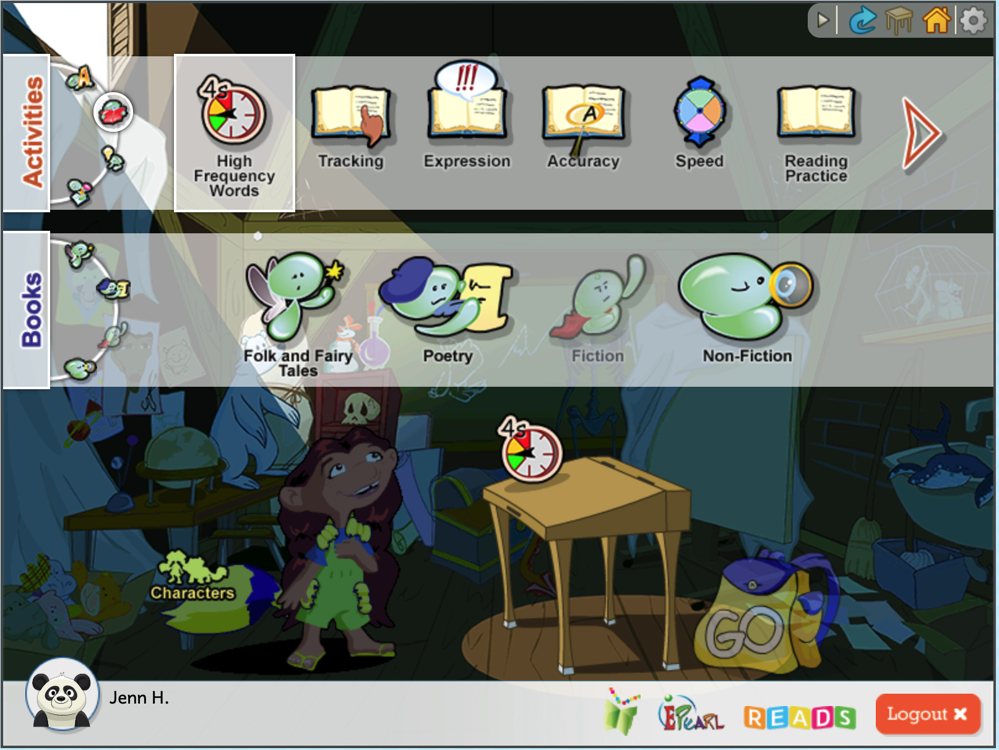 Activities
4s
High
Frequency
Words
Tracking
!!!
Expression
A
Accuracy
Speed
Reading
Practice
Books
Folk and Fairy
Tales
Poetry
Fiction
Non-Fiction
4s
Characters
GO
Jenn H.
EPEARL
READS
Logout ×